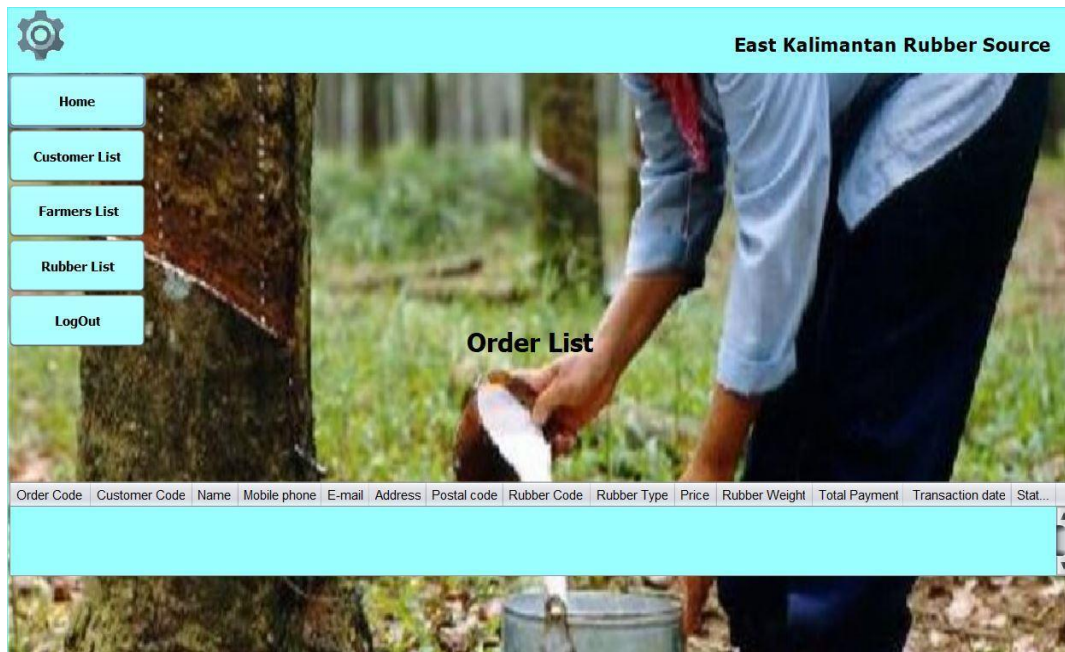 East Kalimantan Rubber Source
Home
Customer List
Farmers List
Rubber List
LogOut
Order List
Order Code Customer Code Name Mobile phone E-mail Address Postal code Rubber Code Rubber Type Price Rubber Weight Total Payment Transaction date Stat...